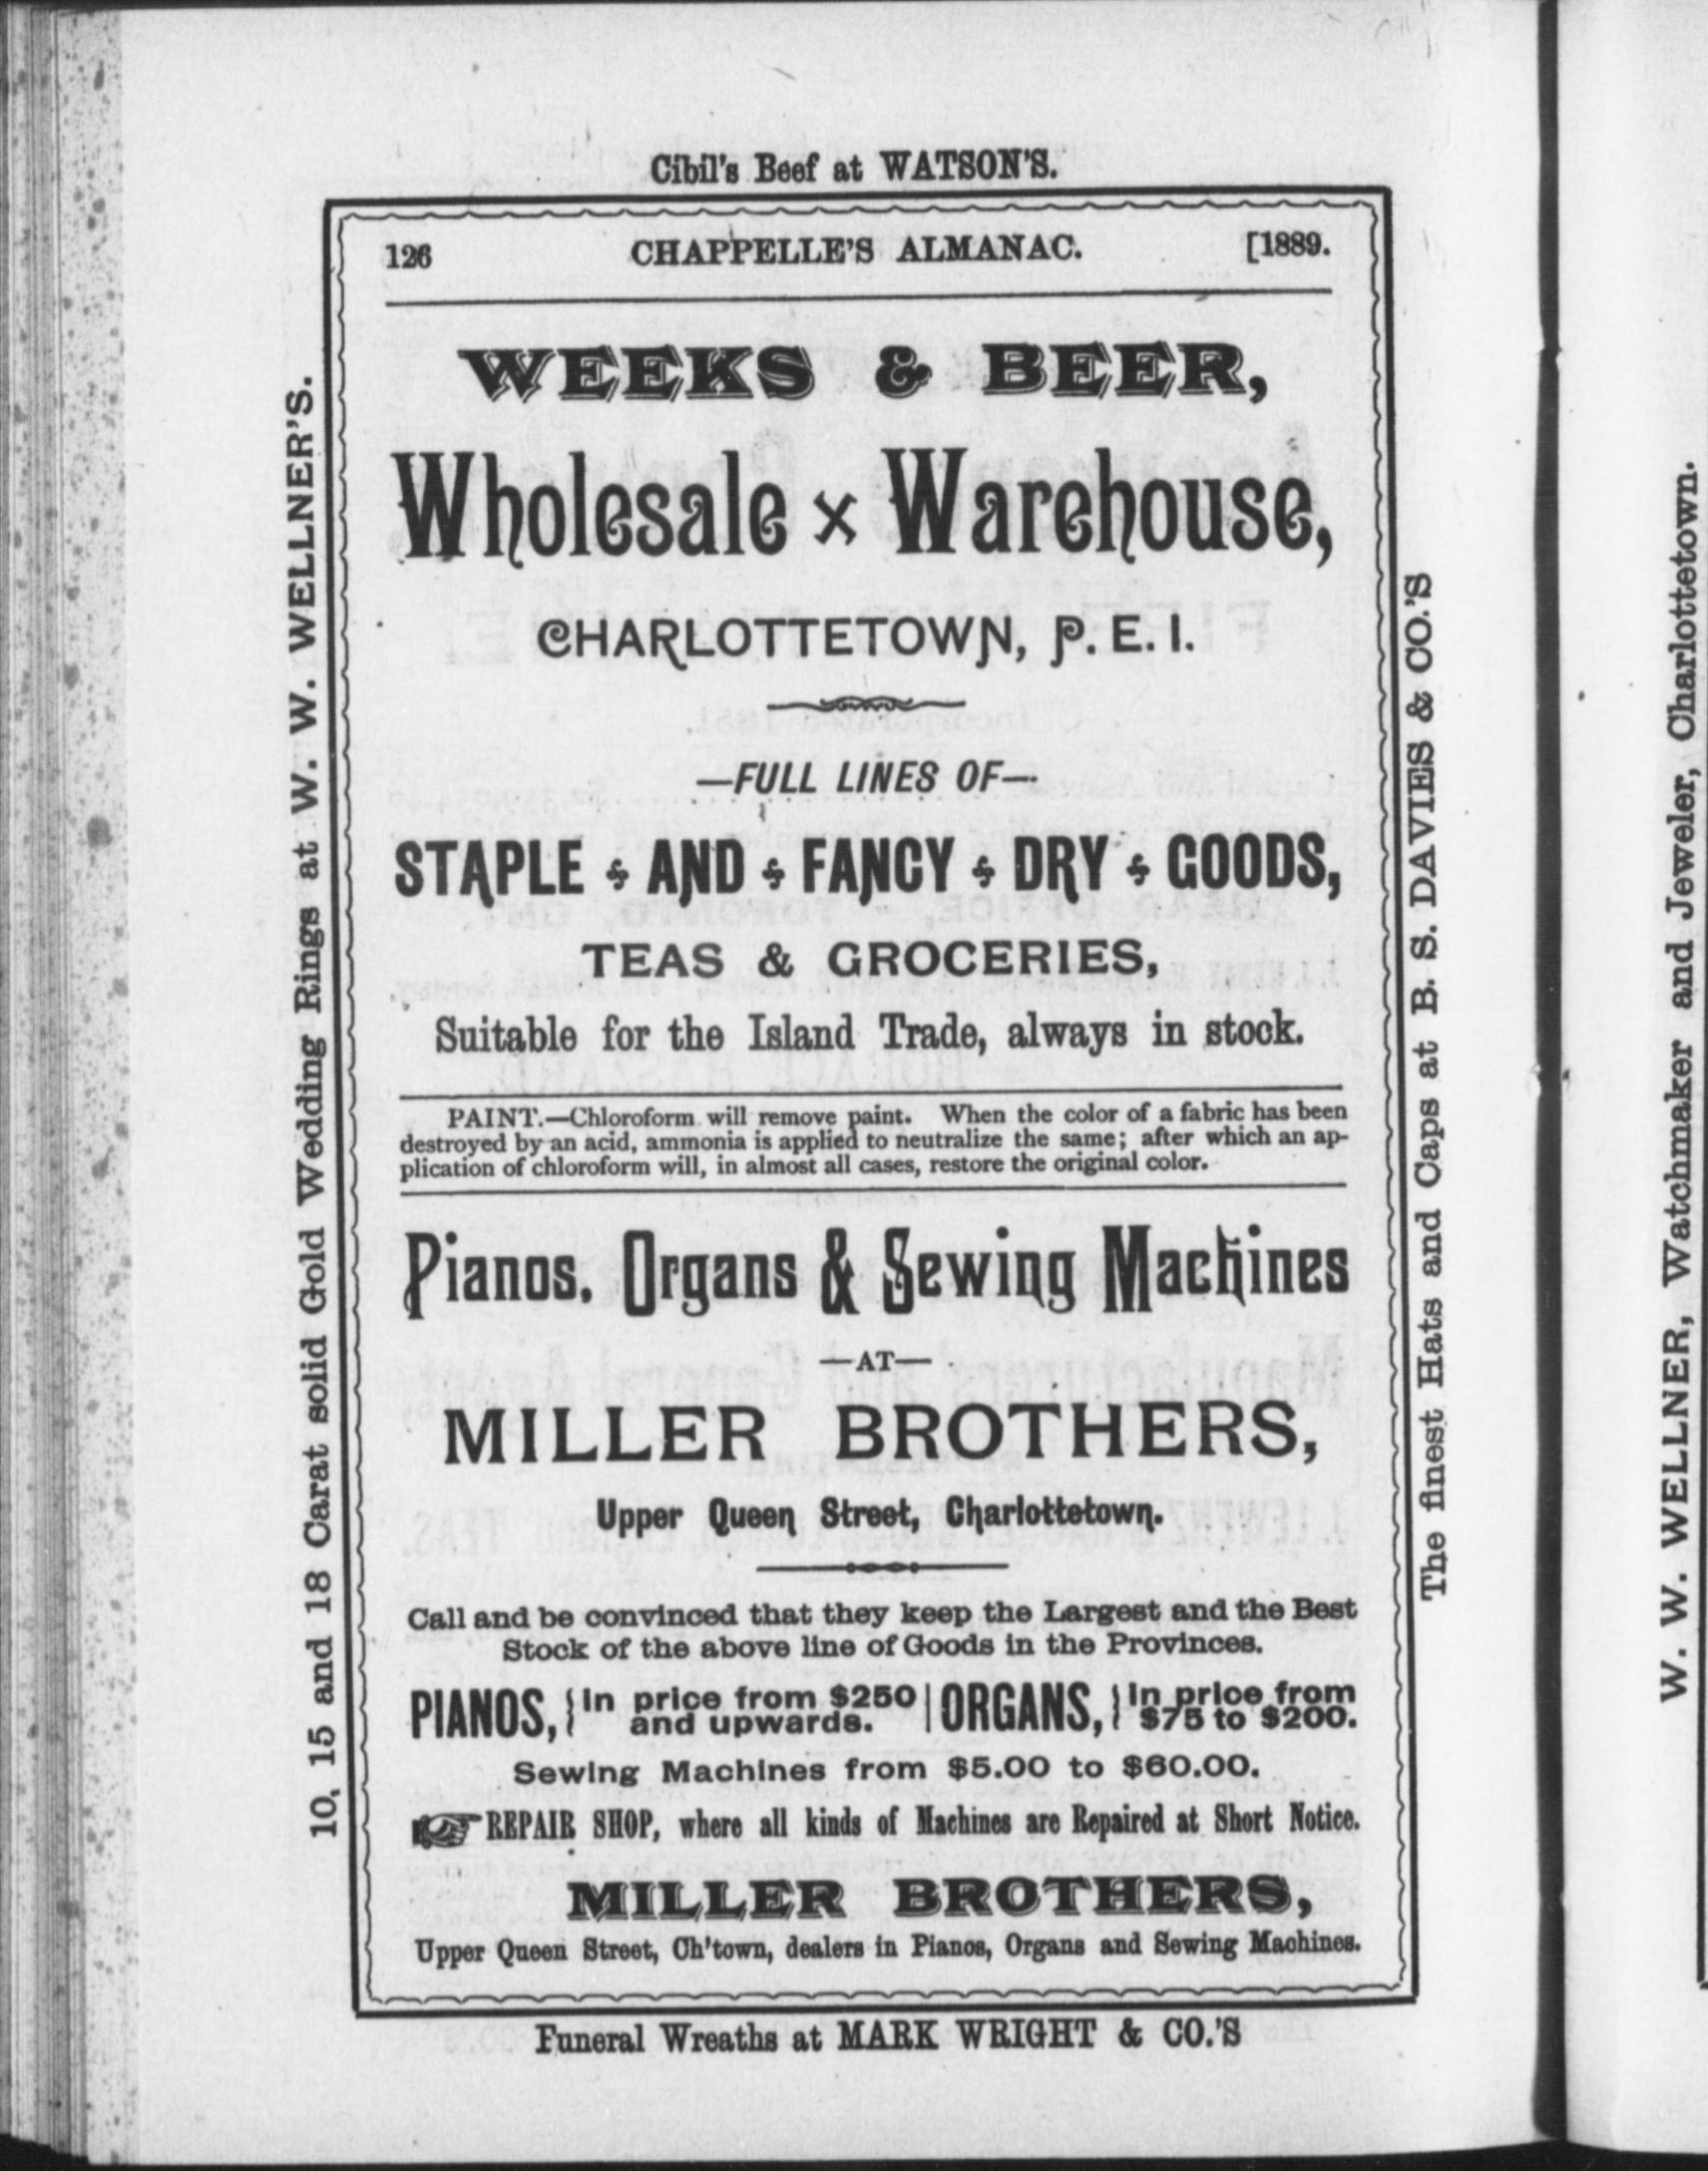 Cibil's Beef at WATSON'S.
126 CHAPPELLE'S ALMANAC. [1889.
WEEKS & BEER,
Wholesale × Warehouse,
CHARLOTTETOWN, P. E. I.
—FULL LINES OF—
STAPLE AND FANCY DRY GOODS,
TEAS & GROCERIES,
Suitable for the Island Trade, always in stock.
PAINT.—Chloroform will remove paint. When the color of a fabric has been
destroyed by an acid, ammonia is applied to neutralize the same; after which an ap-
plication of chloroform will, in almost all cases, restore the original color.
Pianos, Organs & Sewing Machines
—AT—
MILLER BROTHERS,
Upper Queen Street, Charlottetown.
Call and be convinced that they keep the Largest and the Best
Stock of the above line of Goods in the Provinces.
PIANOS, } In price from $250 and upwards. | ORGANS, } In price from $75 to $200.
Sewing Machines from $5.00 to $60.00.
REPAIR SHOP, where all kinds of Machines are Repaired at Short Notice.
MILLER BROTHERS,
Upper Queen Street, Ch'town, dealers in Pianos, Organs and Sewing Machines.
Funeral Wreaths at MARK WRIGHT & CO.'S
10, 15 and 18 Carat solid Gold Wedding Rings at W. W. WELLNER'S.
The finest Hats and Caps at B. S. DAVIES & CO.'S
W. W. WELLNER, Watchmaker and Jeweler, Charlottetown.